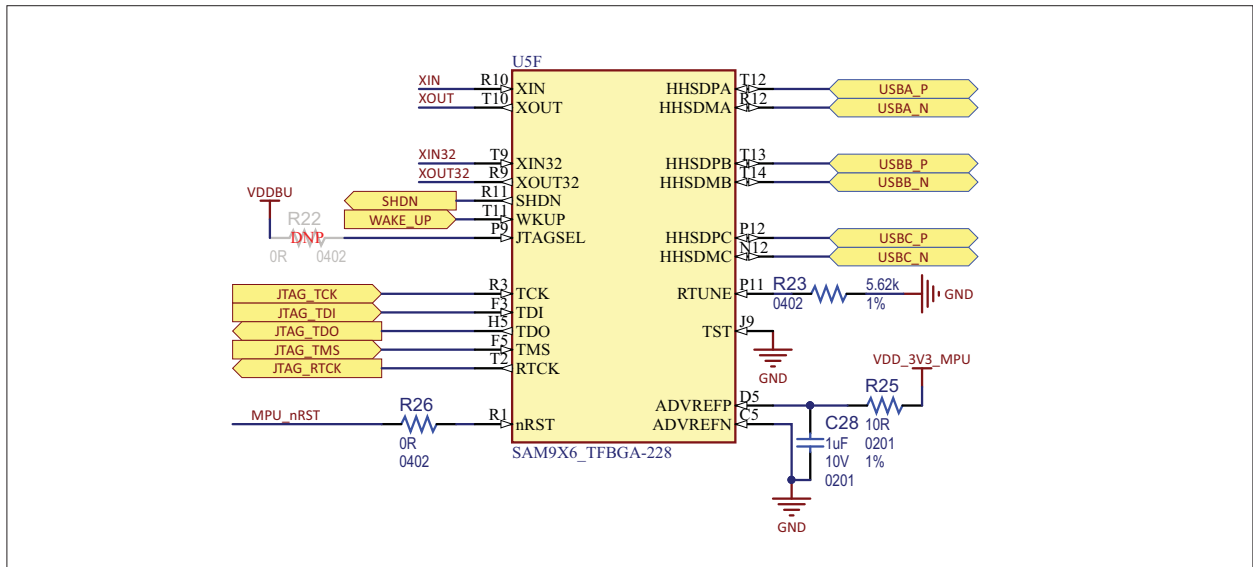 U5F
XIN R10 XIN HHSDPA T12 USBA_P
XOUT T10 XOUT HHSDMA R12 USBA_N
XIN32 T9 XIN32 HHSDPB T13 USBB_P
XOUT32 R9 XOUT32 HHSDMB T14 USBB_N
VDDBU SHDN R11 SHDN
WAKE_UP T11 WKUP
R22 DNP P9 JTAGSEL HHSDPC P12 USBC_P
0R 0402 HHSDMC N12 USBC_N
JTAG_TCK R3 TCK RTUNE P11 R23 5.62k GND
0402 1%
JTAG_TDI F3 TDI
JTAG_TDO H5 TDO TST J9
JTAG_TMS F5 TMS
JTAG_RTCK T2 RTCK GND VDD_3V3_MPU
R26 ADVREFP D5 R25
MPU_nRST R1 nRST ADVREFN C5 C28 10R
0R 1uF 0201
0402 10V 1%
SAM9X6_TFBGA-228 0201
GND